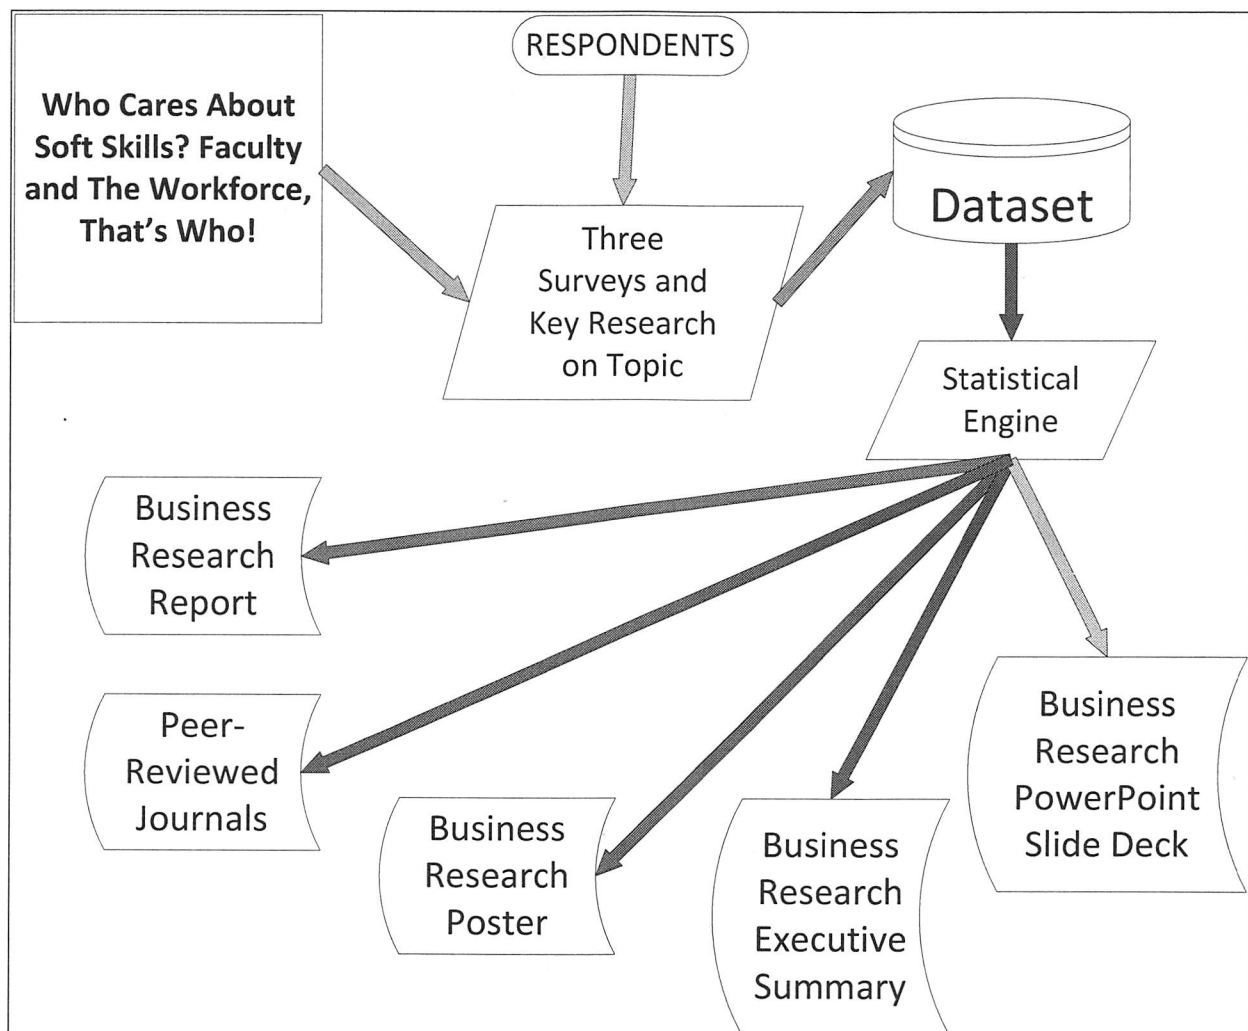 Who Cares About
Soft Skills? Faculty
and The Workforce,
That's Who!
RESPONDENTS
Three
Surveys and
Key Research
on Topic
Dataset
Statistical
Engine
Business
Research
Report
Peer-
Reviewed
Journals
Business
Research
Poster
Business
Research
Executive
Summary
Business
Research
PowerPoint
Slide Deck